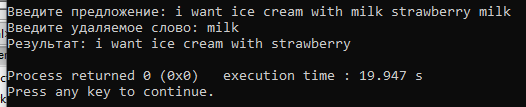 Введите предложение: i want ice cream with milk strawberry milk
Введите удаляемое слово: milk
Результат: i want ice cream with strawberry
Process returned 0 (0x0)   execution time : 19.947 s
Press any key to continue.